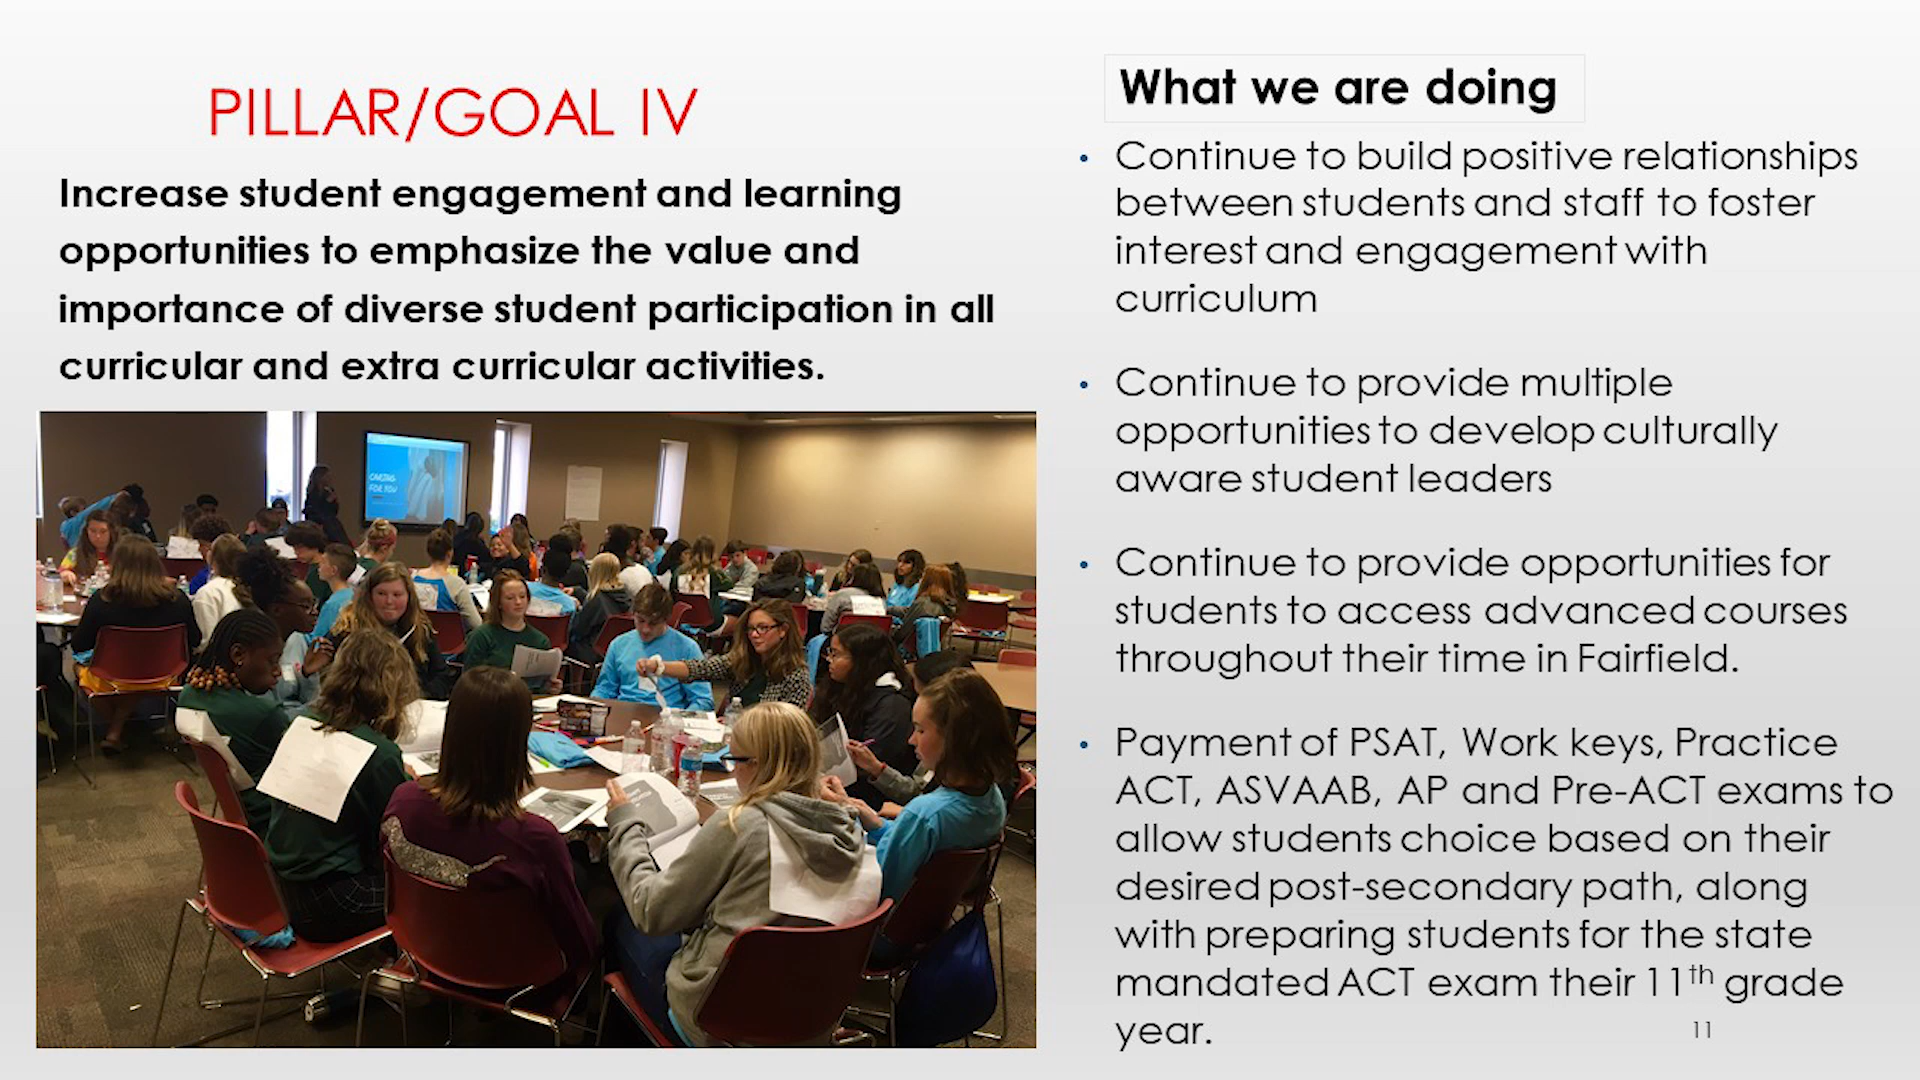 PILLAR/GOAL IV
Increase student engagement and learning
opportunities to emphasize the value and
importance of diverse student participation in all
curricular and extra curricular activities.
CARING
FOR YOU
What we are doing
• Continue to build positive relationships
between students and staff to foster
interest and engagement with
curriculum
• Continue to provide multiple
opportunities to develop culturally
aware student leaders
• Continue to provide opportunities for
students to access advanced courses
throughout their time in Fairfield.
• Payment of PSAT, Work keys, Practice
ACT, ASVAAB, AP and Pre-ACT exams to
allow students choice based on their
desired post-secondary path, along
with preparing students for the state
mandated ACT exam their 11th grade
year.
11